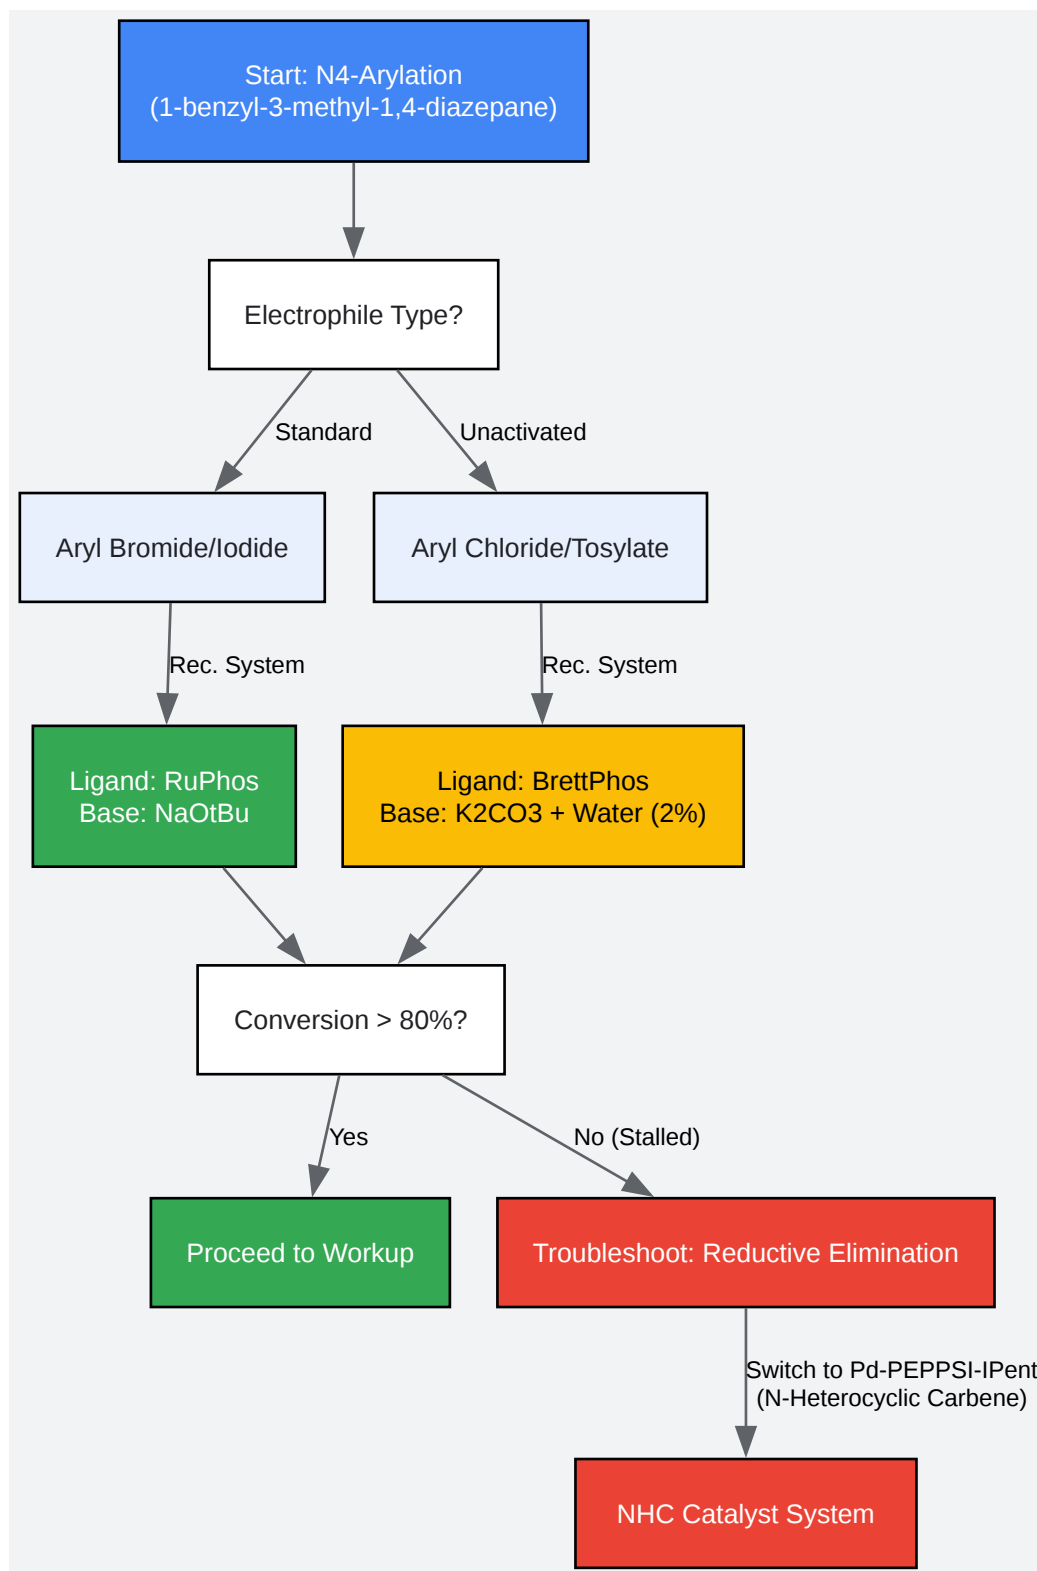 Start: N4-Arylation
(1-benzyl-3-methyl-1,4-diazepane)
Electrophile Type?
Standard
Unactivated
Aryl Bromide/Iodide
Aryl Chloride/Tosylate
Rec. System
Rec. System
Ligand: RuPhos
Base: NaOtBu
Ligand: BrettPhos
Base: K2CO3 + Water (2%)
Conversion > 80%?
Yes
No (Stalled)
Proceed to Workup
Troubleshoot: Reductive Elimination
Switch to Pd-PEPPSI-IPent
(N-Heterocyclic Carbene)
NHC Catalyst System